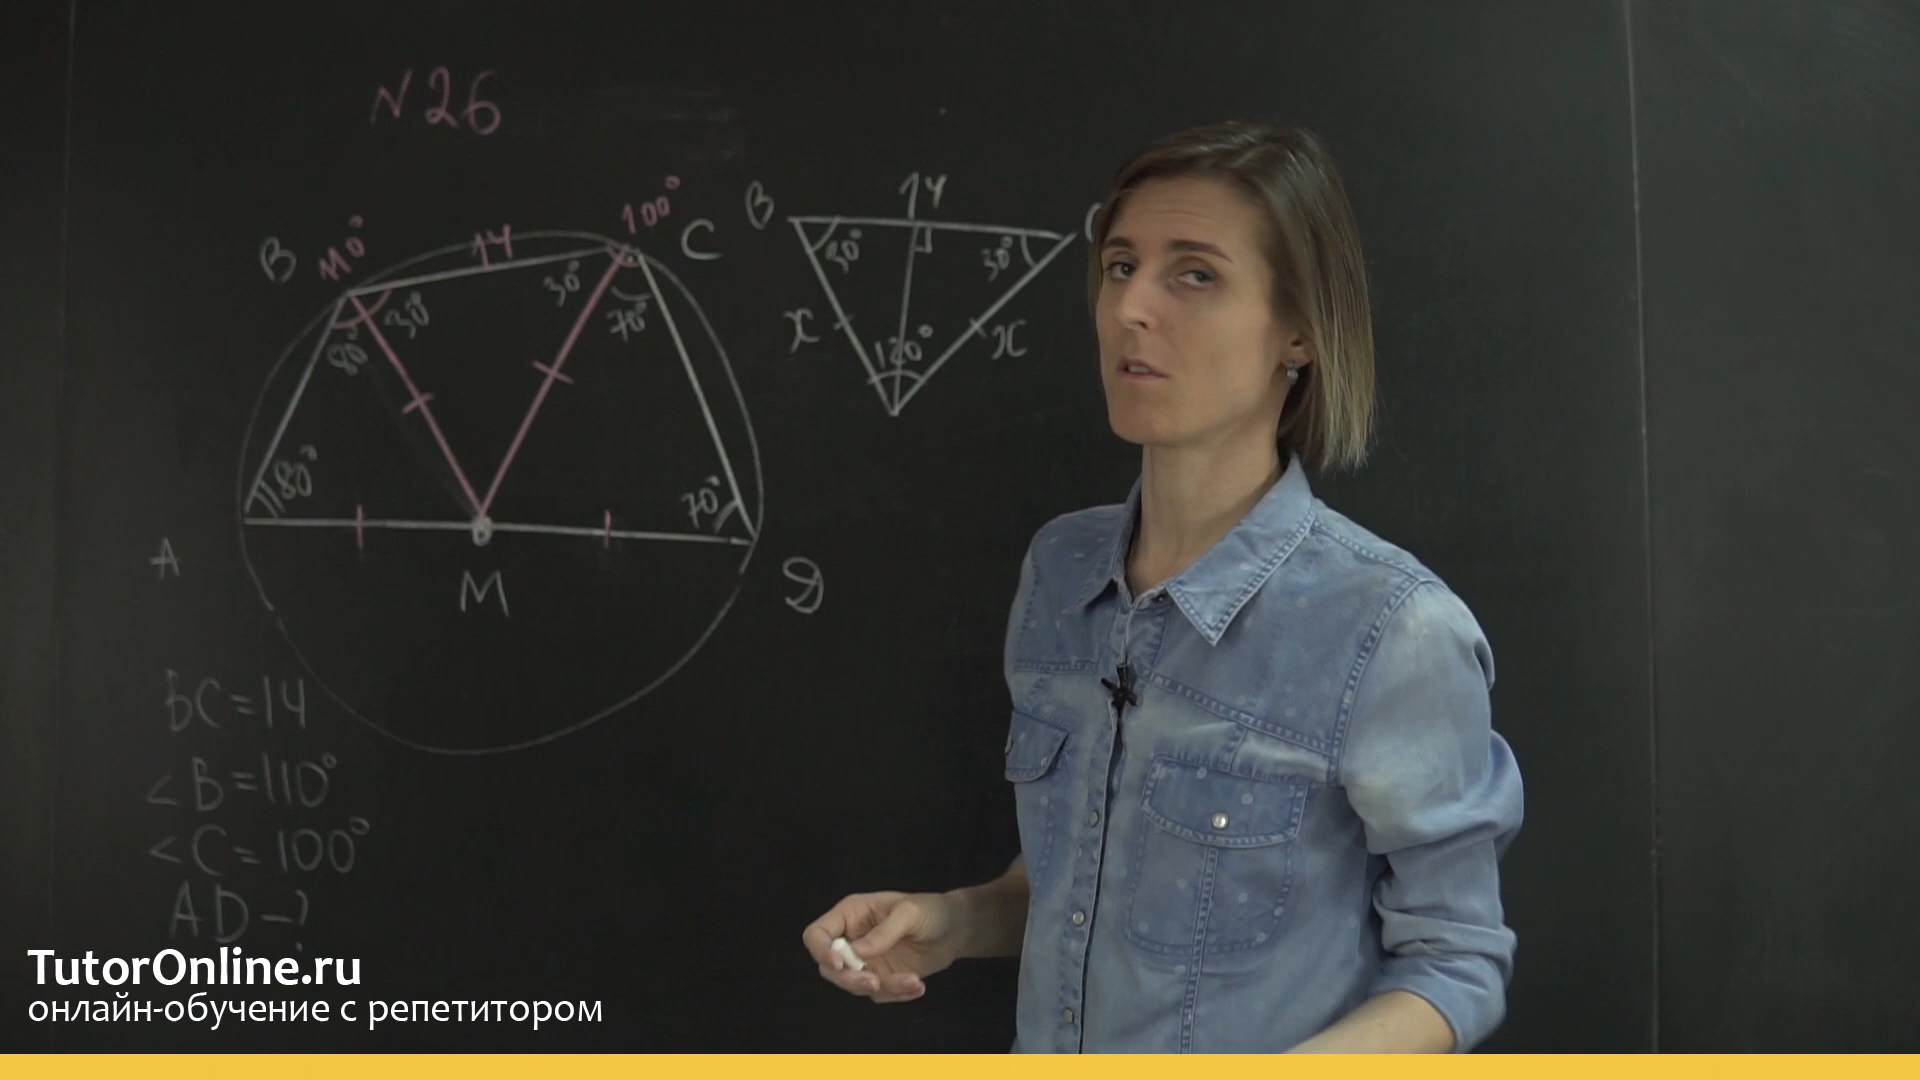 N26
B 110° 14 100° C
30° 30°
80° 70°
80° 70°
A M D
B 14 C
30° 30°
x 120° x
BC=14
<B=110°
<C=100°
AD-?
TutorOnline.ru
онлайн-обучение с репетитором